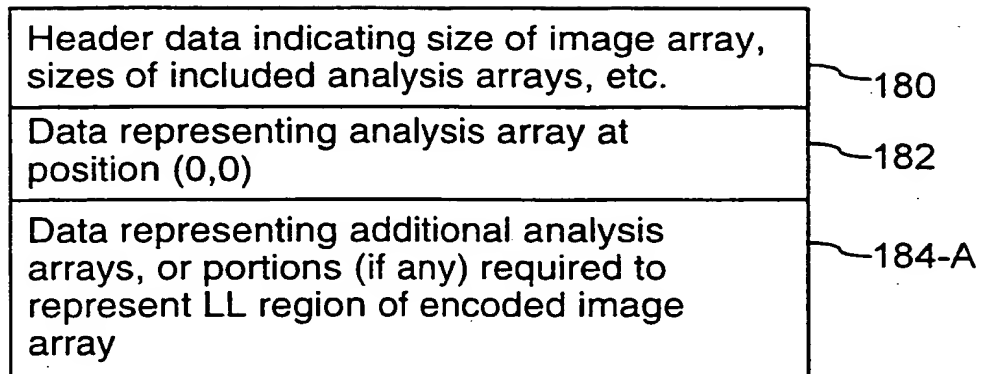 Header data indicating size of image array,
sizes of included analysis arrays, etc.
180
Data representing analysis array at
position (0,0)
182
Data representing additional analysis
arrays, or portions (if any) required to
represent LL region of encoded image
array
184-A